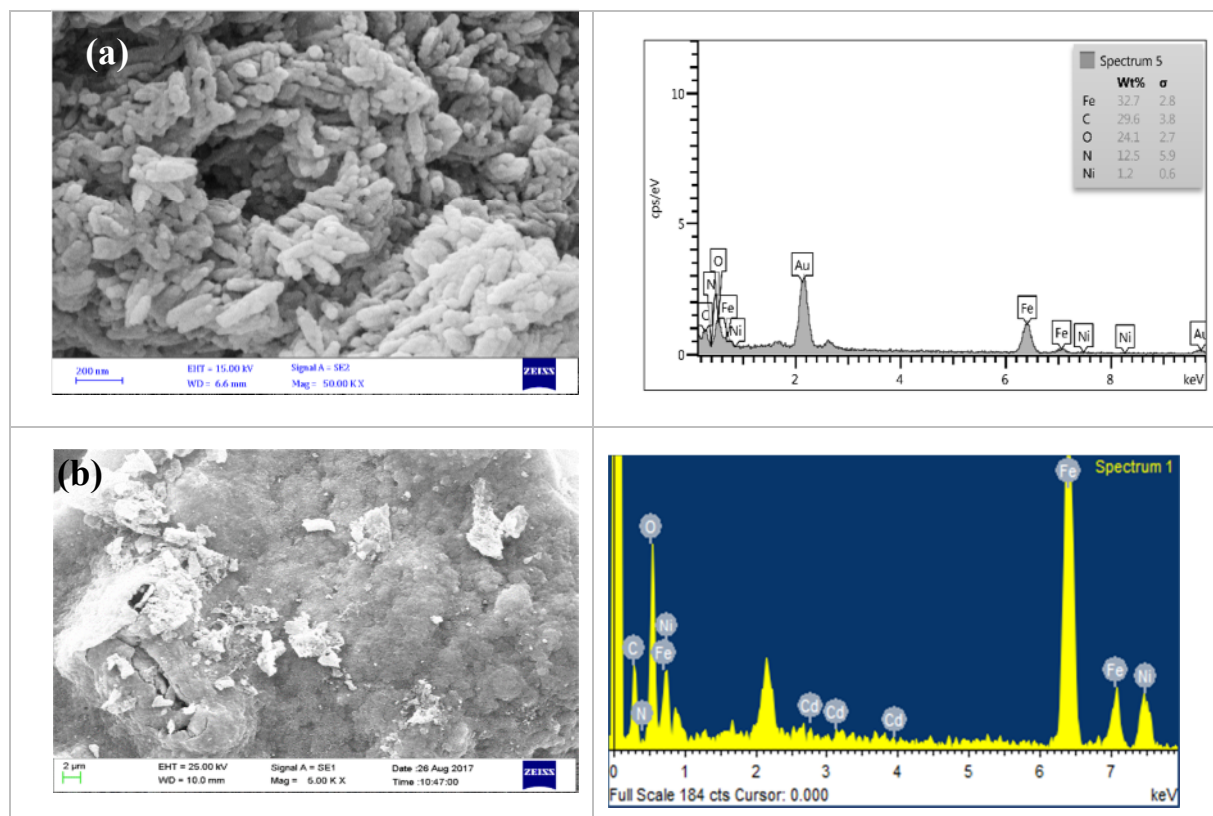 (a)
200 nm
EHT = 15.00 kV
Signal A = SE2
WD = 6.6 mm
Mag = 50.00 K X
ZEISS
Spectrum 5
Wt% σ
Fe 32.7 2.8
C 29.6 3.8
O 24.1 2.7
N 12.5 5.9
Ni 1.2 0.6
cps/eV
10
5
0
O
N
C
Fe
Ni
Au
Fe
Fe
Ni
Ni
Au
2 4 6 8 keV
(b)
2 µm
EHT = 25.00 kV Signal A = SE1 Date :26 Aug 2017
WD = 10.0 mm Mag = 5.00 K X Time :10:47:00
ZEISS
Spectrum 1
Fe
O
C
Ni
Fe
N
Cd
Cd
Cd
Fe
Ni
0 1 2 3 4 5 6 7
Full Scale 184 cts Cursor: 0.000 keV